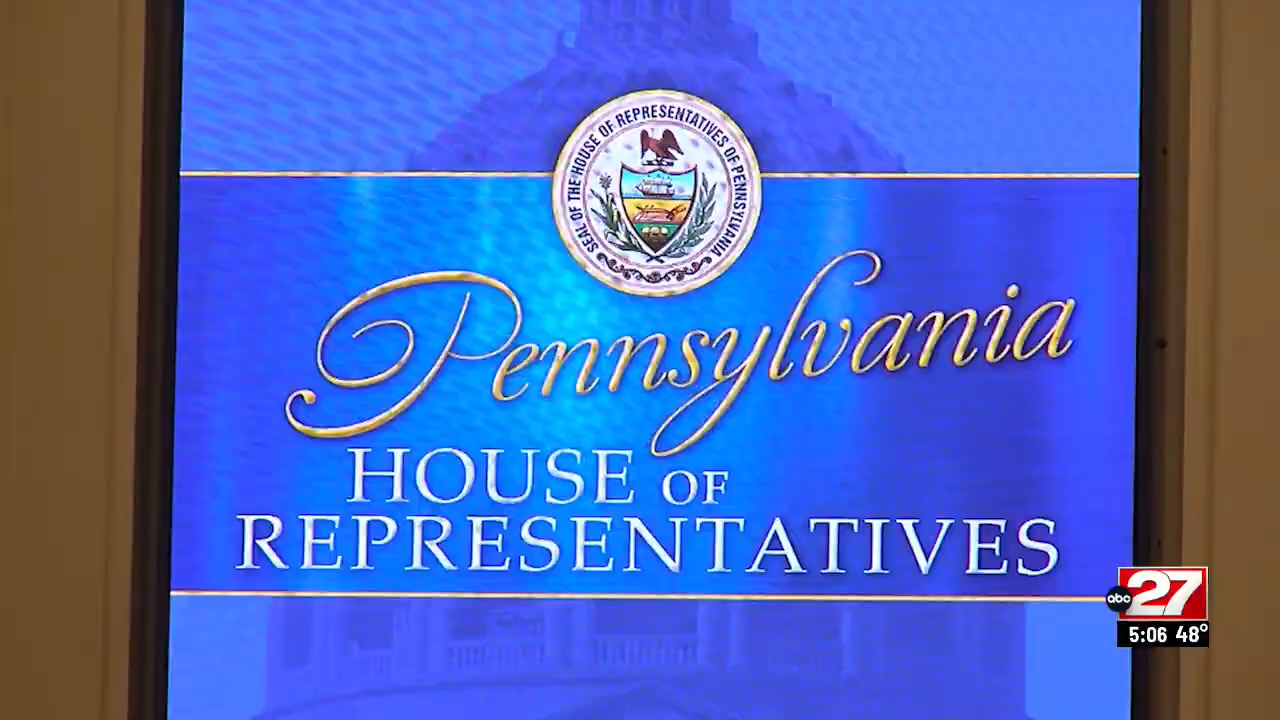 SEAL OF THE HOUSE OF REPRESENTATIVES OF PENNSYLVANIA
Pennsylvania
HOUSE OF
REPRESENTATIVES
abc 27
5:06 48°